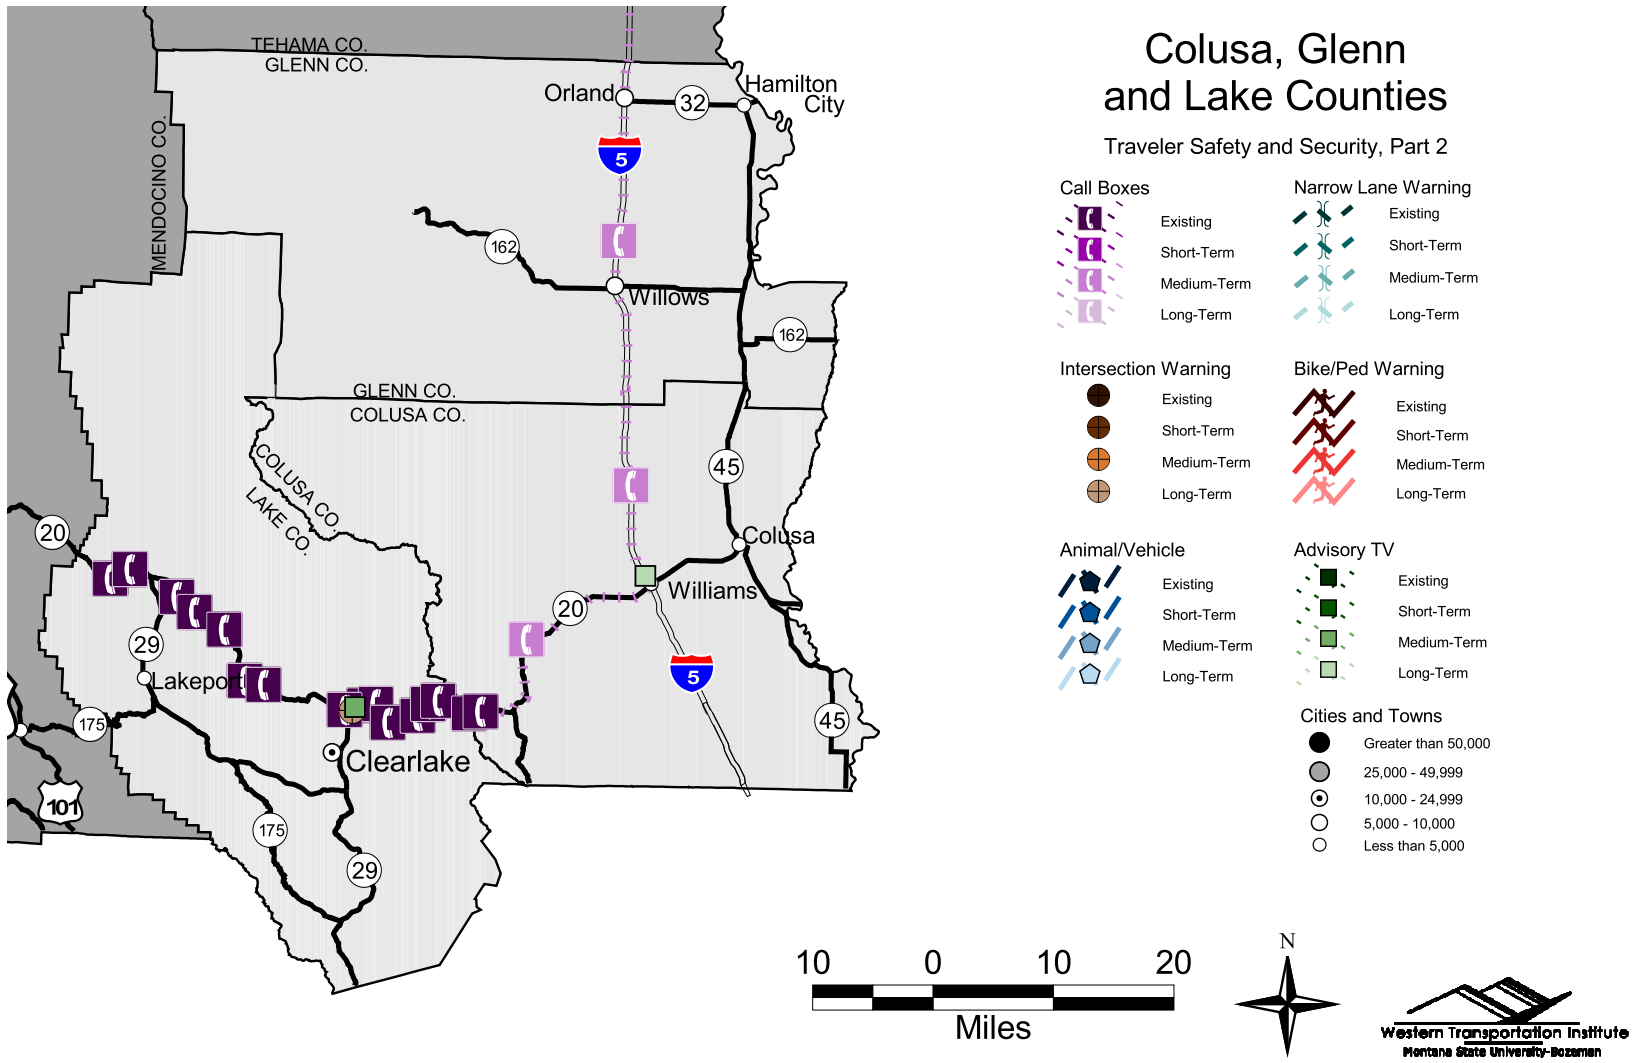 TEHAMA CO.
GLENN CO.
MENDOCINO CO.
Orland
32
Hamilton
City
5
162
Willows
162
GLENN CO.
COLUSA CO.
COLUSA CO.
LAKE CO.
45
20
Colusa
Williams
20
29
Lakeport
5
175
45
Clearlake
101
175
29
Colusa, Glenn
and Lake Counties
Traveler Safety and Security, Part 2
Call Boxes
Existing
Short-Term
Medium-Term
Long-Term
Narrow Lane Warning
Existing
Short-Term
Medium-Term
Long-Term
Intersection Warning
Existing
Short-Term
Medium-Term
Long-Term
Bike/Ped Warning
Existing
Short-Term
Medium-Term
Long-Term
Animal/Vehicle
Existing
Short-Term
Medium-Term
Long-Term
Advisory TV
Existing
Short-Term
Medium-Term
Long-Term
Cities and Towns
Greater than 50,000
25,000 - 49,999
10,000 - 24,999
5,000 - 10,000
Less than 5,000
10 0 10 20
Miles
N
Western Transportation Institute
Montana State University-Bozeman